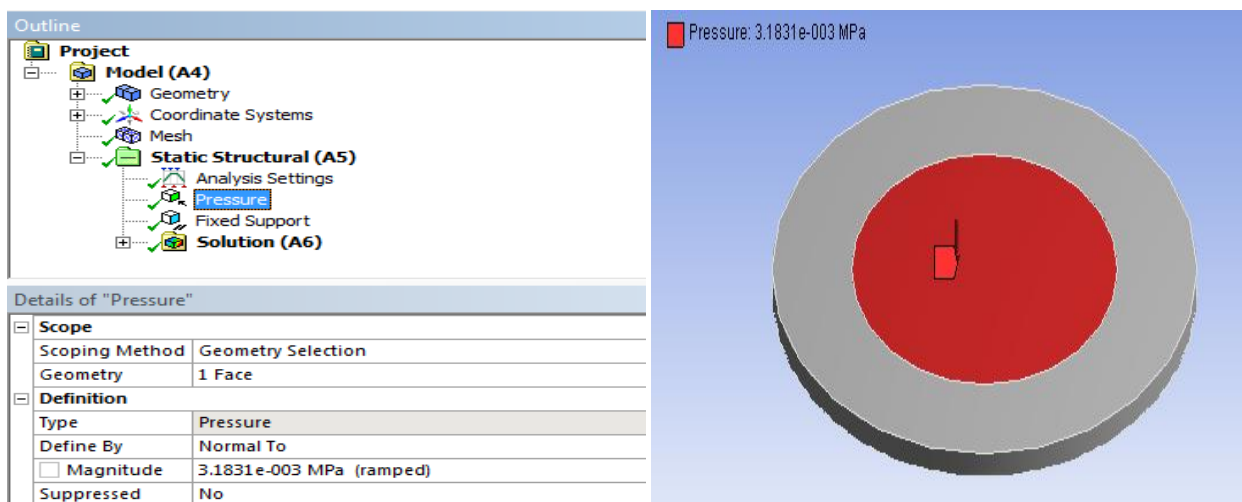 Outline
Project
Model (A4)
Geometry
Coordinate Systems
Mesh
Static Structural (A5)
Analysis Settings
Pressure
Fixed Support
Solution (A6)
Details of "Pressure"
Scope
Scoping Method Geometry Selection
Geometry 1 Face
Definition
Type Pressure
Define By Normal To
Magnitude 3.1831e-003 MPa (ramped)
Suppressed No
Pressure: 3.1831e-003 MPa